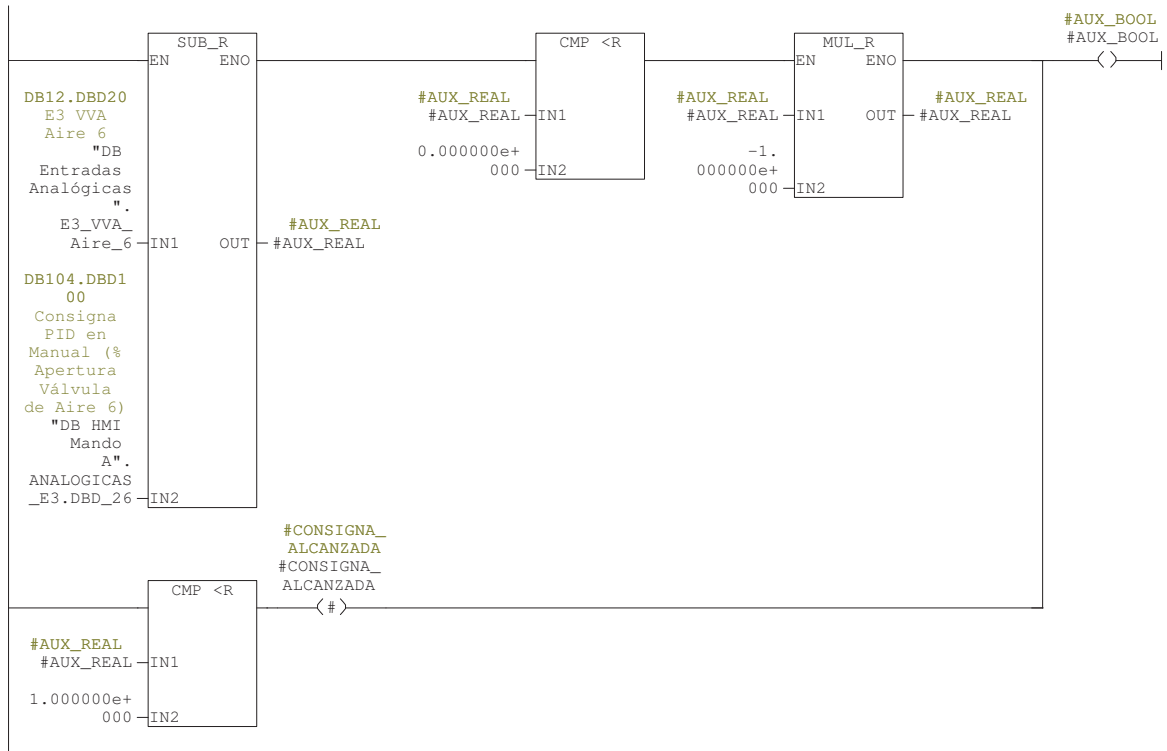 #AUX_BOOL
#AUX_BOOL
SUB_R
EN ENO
CMP <R
MUL_R
EN ENO
DB12.DBD20
E3 VVA
Aire 6
"DB
Entradas
Analógicas
".
E3_VVA_
Aire_6
IN1 OUT
#AUX_REAL
#AUX_REAL
#AUX_REAL
#AUX_REAL
IN1
0.000000e+
000
IN2
#AUX_REAL
#AUX_REAL
IN1 OUT
#AUX_REAL
#AUX_REAL
-1.
000000e+
000
IN2
DB104.DBD1
00
Consigna
PID en
Manual (%
Apertura
Válvula
de Aire 6)
"DB HMI
Mando
A".
ANALOGICAS
_E3.DBD_26
IN2
CMP <R
#CONSIGNA_
ALCANZADA
#CONSIGNA_
ALCANZADA
(#)
#AUX_REAL
#AUX_REAL
IN1
1.000000e+
000
IN2